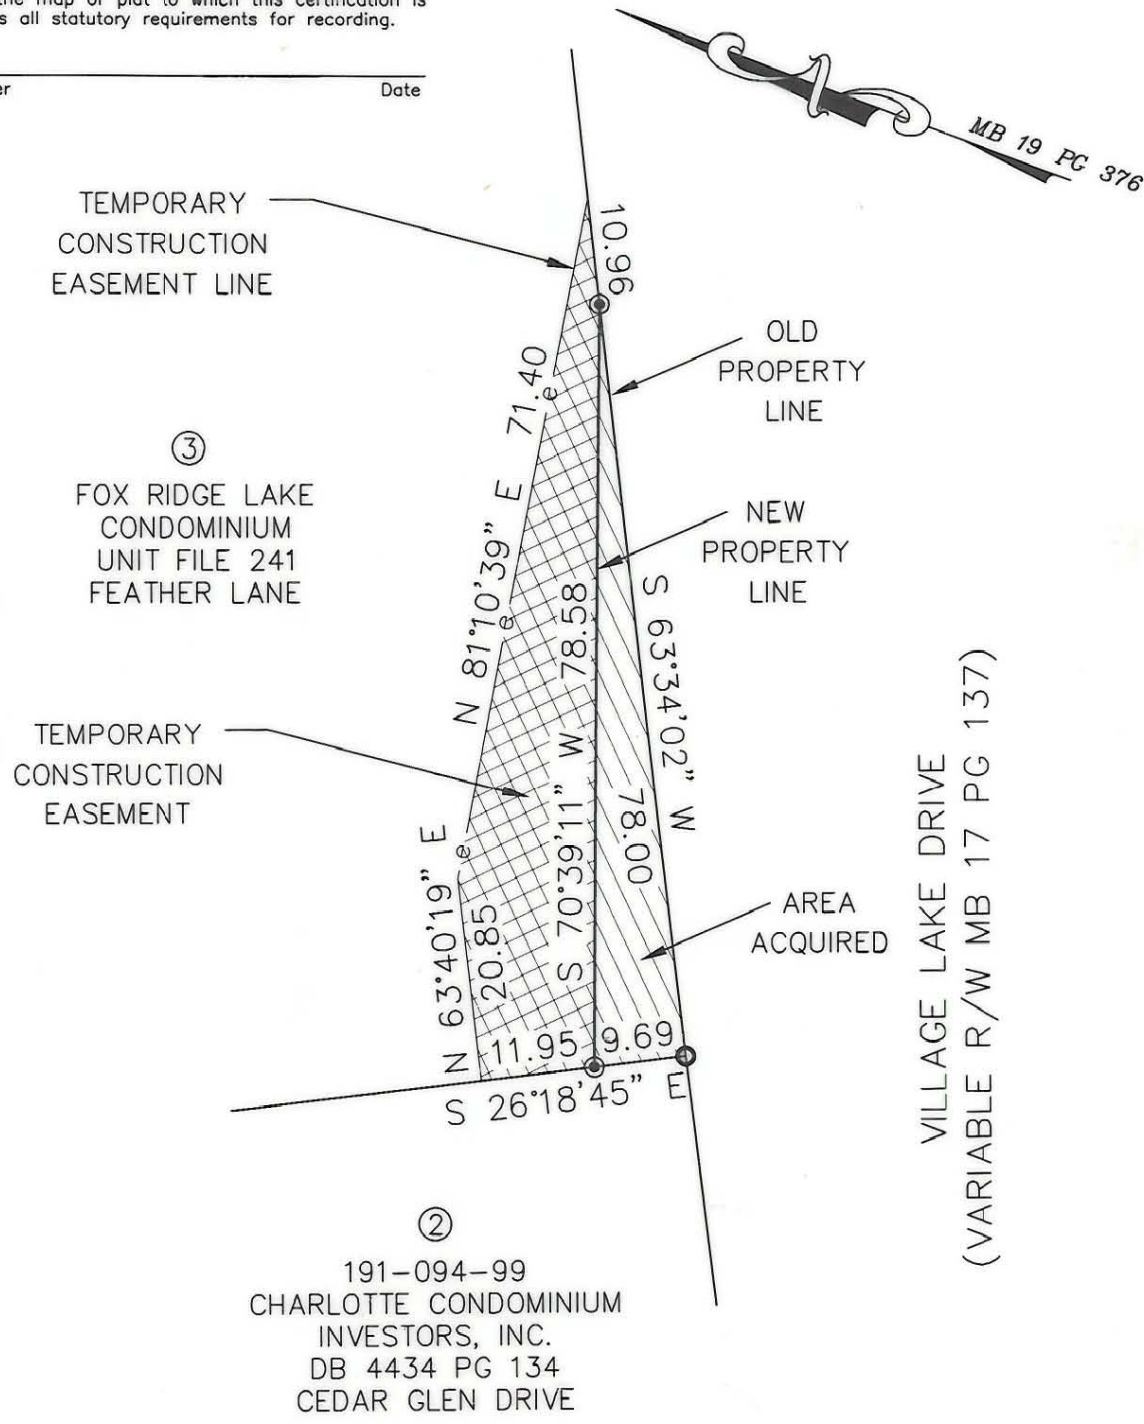 the map or plat to which this certification is
s all statutory requirements for recording.
er Date
MB 19 PG 376
TEMPORARY
CONSTRUCTION
EASEMENT LINE
10.96
OLD
PROPERTY
LINE
N 81°10'39" E 71.40
e
e
e
3
FOX RIDGE LAKE
CONDOMINIUM
UNIT FILE 241
FEATHER LANE
NEW
PROPERTY
LINE
S 70°39'11" W 78.58
S 63°34'02" W
78.00
TEMPORARY
CONSTRUCTION
EASEMENT
N 63°40'19" E
20.85
AREA
ACQUIRED
VILLAGE LAKE DRIVE
(VARIABLE R/W MB 17 PG 137)
11.95
9.69
S 26°18'45" E
2
191-094-99
CHARLOTTE CONDOMINIUM
INVESTORS, INC.
DB 4434 PG 134
CEDAR GLEN DRIVE